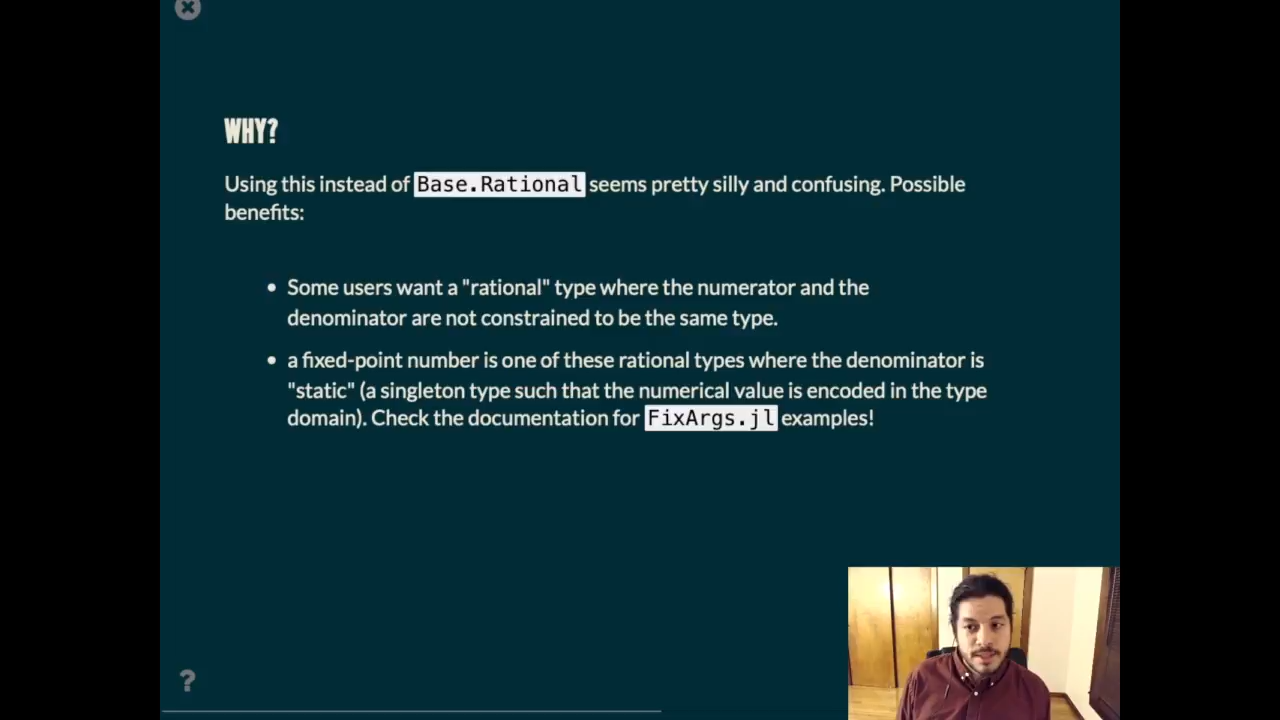 WHY?
Using this instead of Base.Rational seems pretty silly and confusing. Possible
benefits:
• Some users want a "rational" type where the numerator and the
denominator are not constrained to be the same type.
• a fixed-point number is one of these rational types where the denominator is
"static" (a singleton type such that the numerical value is encoded in the type
domain). Check the documentation for FixArgs.jl examples!
?